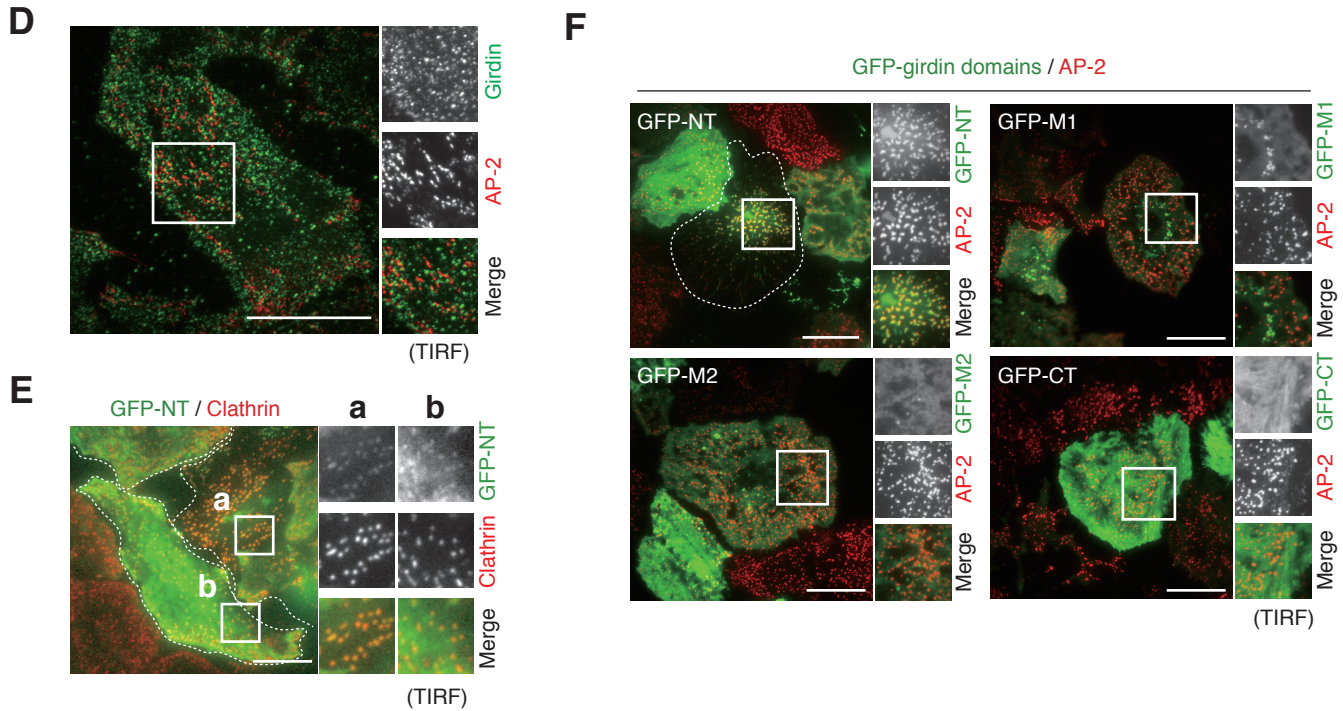 D
Girdin
AP-2
Merge
(TIRF)
E
GFP-NT / Clathrin
a
b
a
b
GFP-NT
Clathrin
Merge
(TIRF)
F
GFP-girdin domains / AP-2
GFP-NT
GFP-NT
AP-2
Merge
GFP-M1
GFP-M1
AP-2
Merge
GFP-M2
GFP-M2
AP-2
Merge
GFP-CT
GFP-CT
AP-2
Merge
(TIRF)